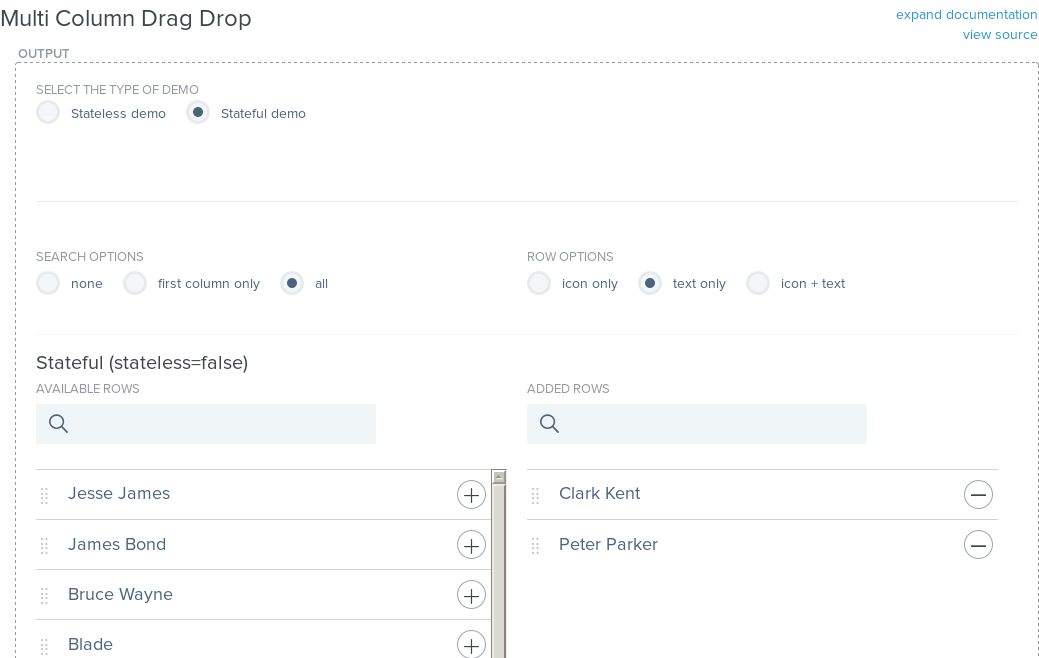 Multi Column Drag Drop
expand documentation
view source
OUTPUT
SELECT THE TYPE OF DEMO
Stateless demo
Stateful demo
SEARCH OPTIONS
none
first column only
all
ROW OPTIONS
icon only
text only
icon + text
Stateful (stateless=false)
AVAILABLE ROWS
Jesse James
James Bond
Bruce Wayne
Blade
ADDED ROWS
Clark Kent
Peter Parker